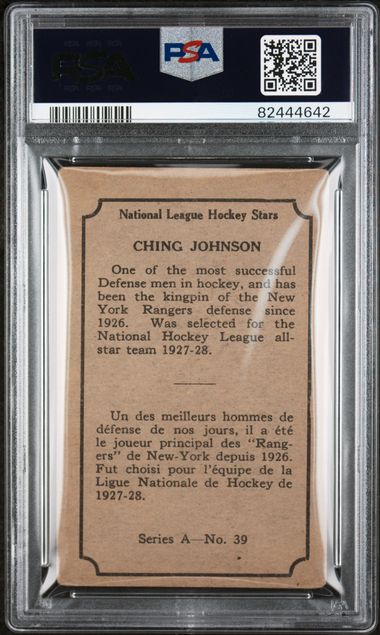 PSA
PSA
82444642
National League Hockey Stars
CHING JOHNSON
One of the most successful
Defense men in hockey, and has
been the kingpin of the New
York Rangers defense since
1926. Was selected for the
National Hockey League all-
star team 1927-28.
Un des meilleurs hommes de
défense de nos jours, il a été
le joueur principal des "Rang-
ers" de New-York depuis 1926.
Fut choisi pour l'équipe de la
Ligue Nationale de Hockey de
1927-28.
Series A—No. 39